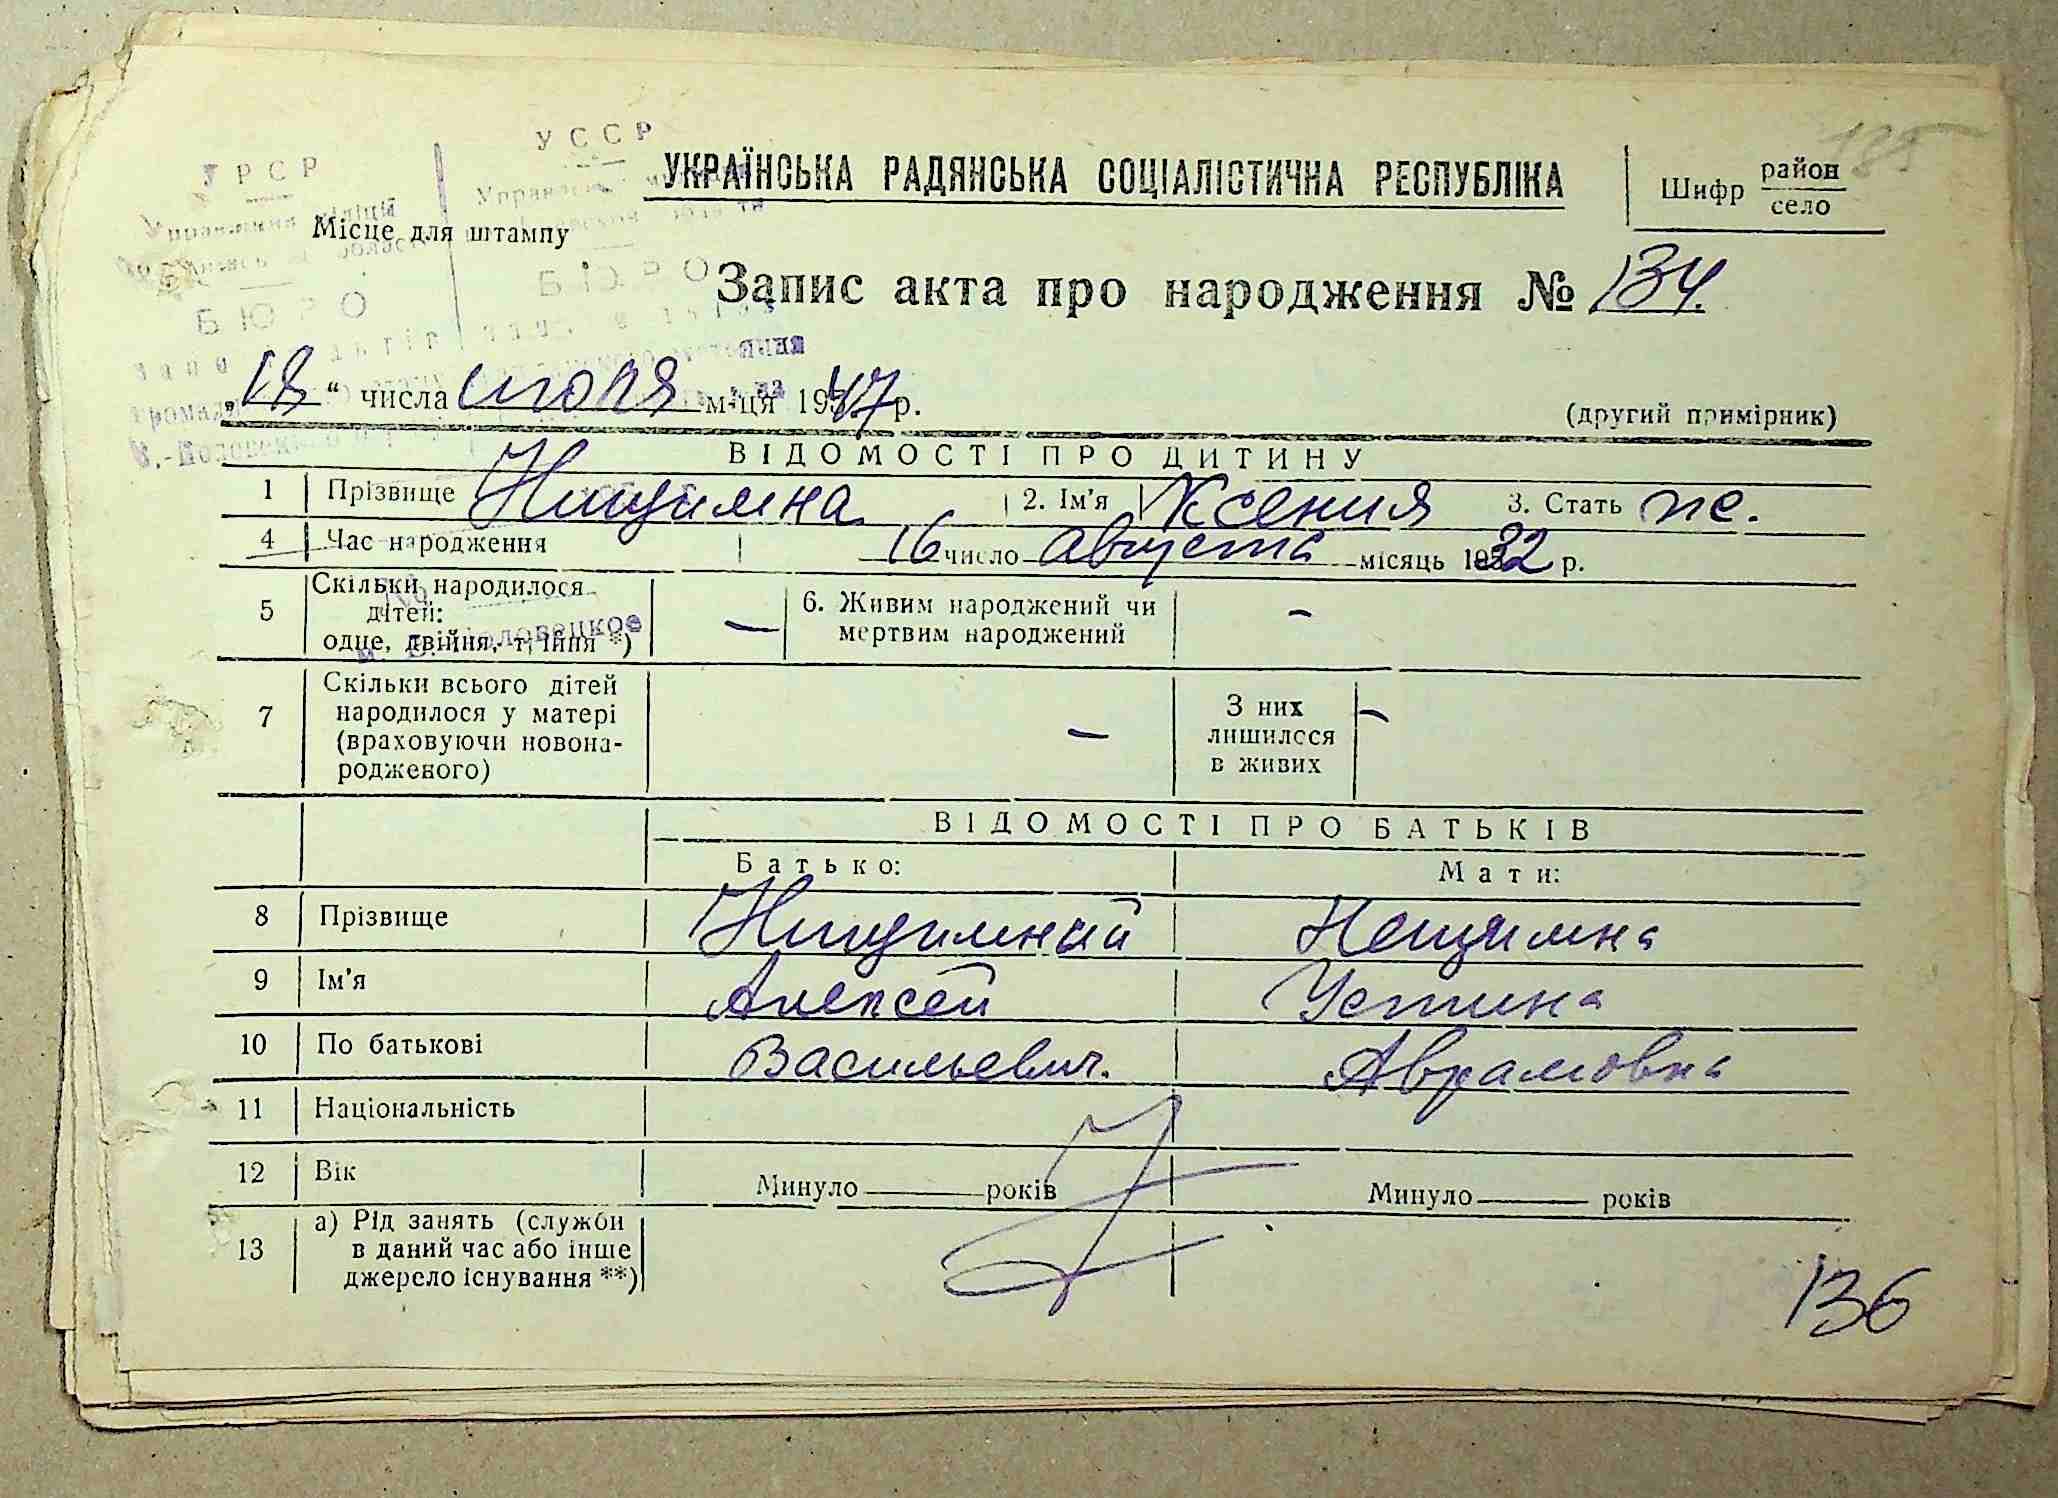 185
УРСР
УССР
УКРАЇНСЬКА РАДЯНСЬКА СОЦІАЛІСТИЧНА РЕСПУБЛІКА
Шифр район
село
Місце для штампу
БЮРО
БЮРО
Запис акта про народження № 134.
„18“ числа июля м-ця 1947 р.
(другий примірник)
ВІДОМОСТІ ПРО ДИТИНУ
1 Прізвище Нищимна 2. Ім'я Ксения 3. Стать же.
4 Час народження 16 число Августа місяць 1932 р.
5 Скільки народилося дітей: одне, двійня, трійня *) — 6. Живим народжений чи мертвим народжений —
7 Скільки всього дітей народилося у матері (враховуючи новонародженого) — З них лишилося в живих —
ВІДОМОСТІ ПРО БАТЬКІВ
Батько: Мати:
8 Прізвище Нищимный Нещимна
9 Ім'я Алексей Устина
10 По батькові Васильевич. Аврамовна
11 Національність
12 Вік Минуло років Минуло років
13 а) Рід занять (служби в даний час або інше джерело існування **)
136